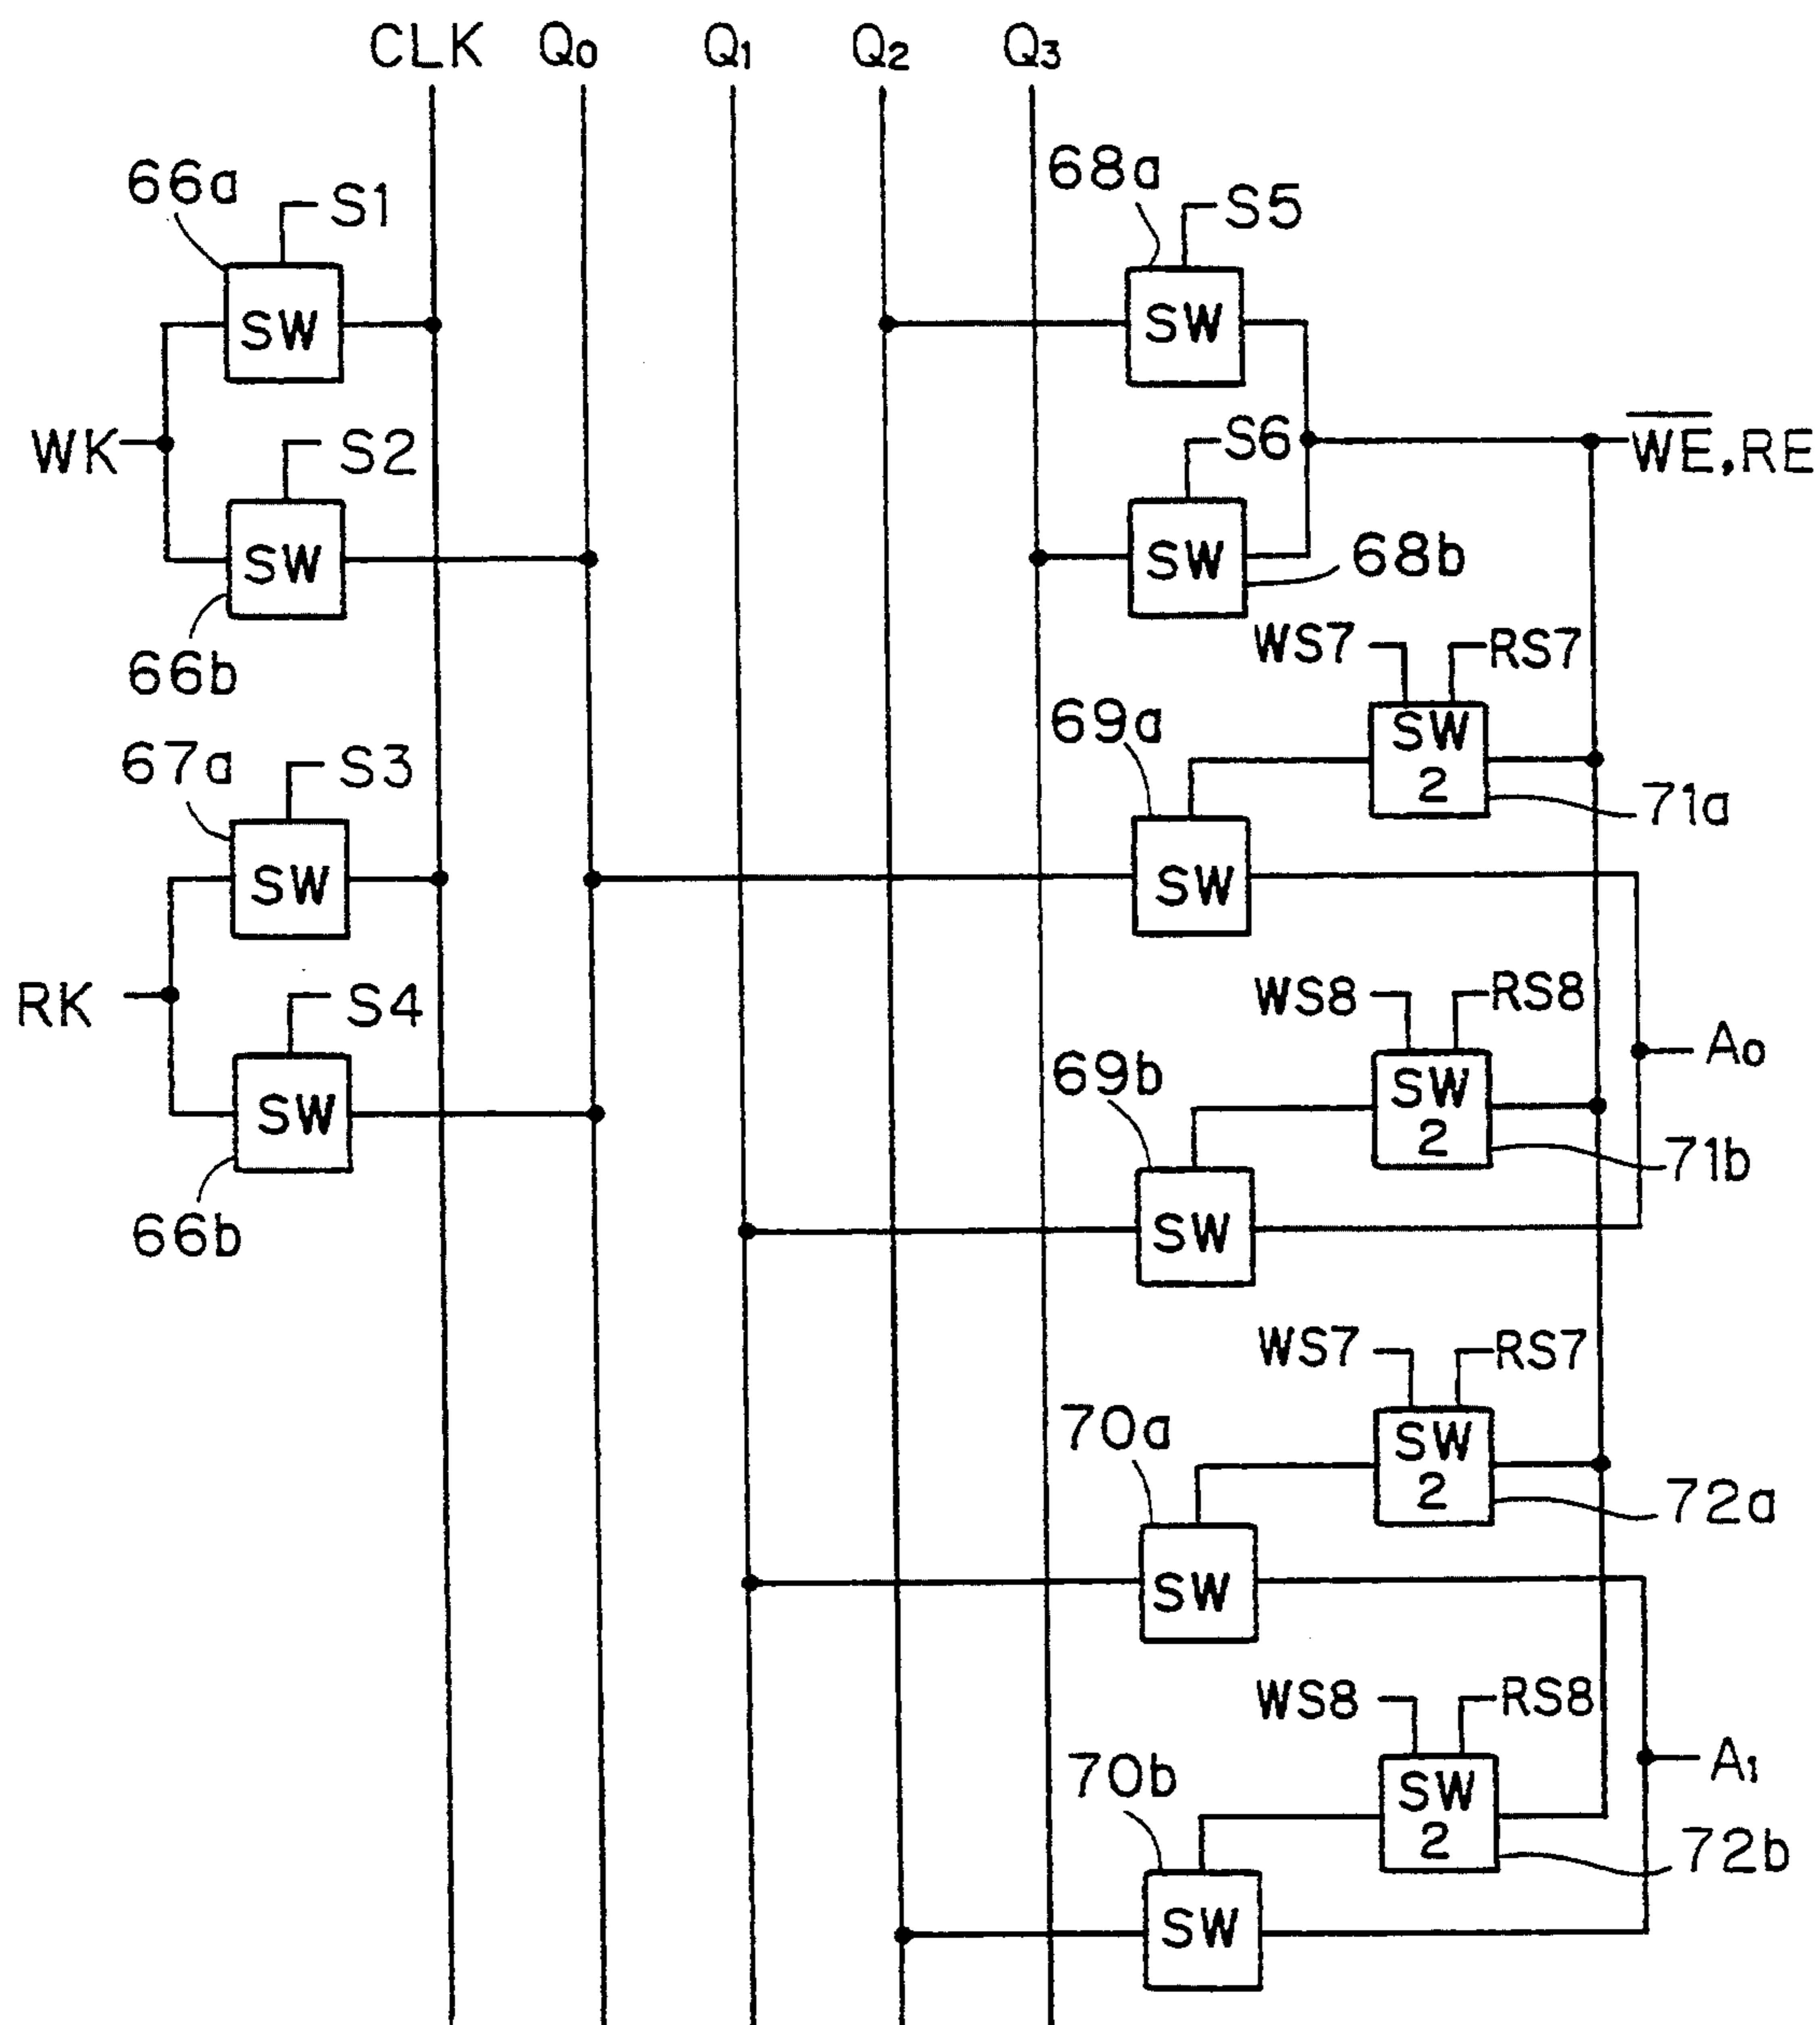 CLK Q0 Q1 Q2 Q3
66a S1 68a S5
SW SW
WK S2 S6 W̅E̅,RE
SW SW 68b
66b WS7 RS7
67a S3 69a SW
2 71a
SW SW
RK S4 WS8 RS8
69b SW A0
SW 2 71b
66b SW
WS7 RS7
70a SW
2 72a
SW
WS8 RS8
70b SW A1
2 72b
SW